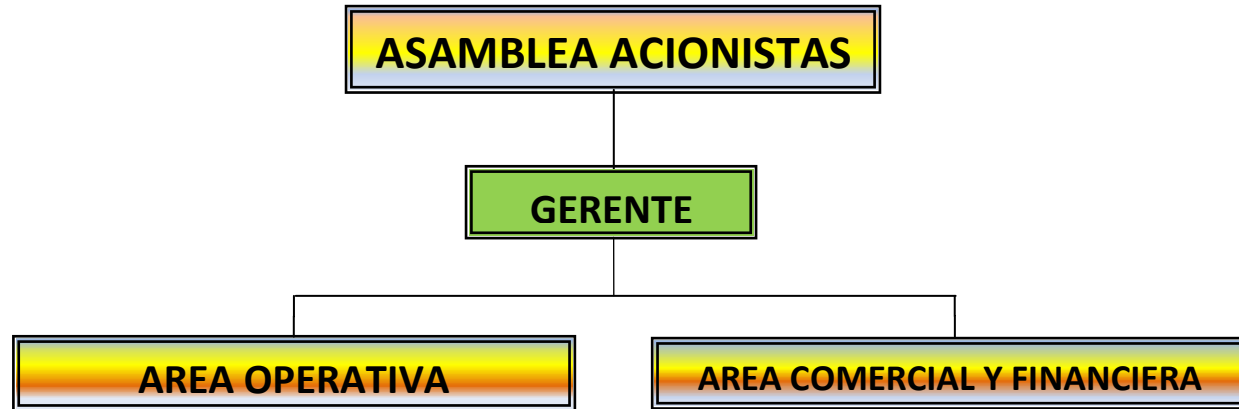 ASAMBLEA ACIONISTAS
GERENTE
AREA OPERATIVA
AREA COMERCIAL Y FINANCIERA